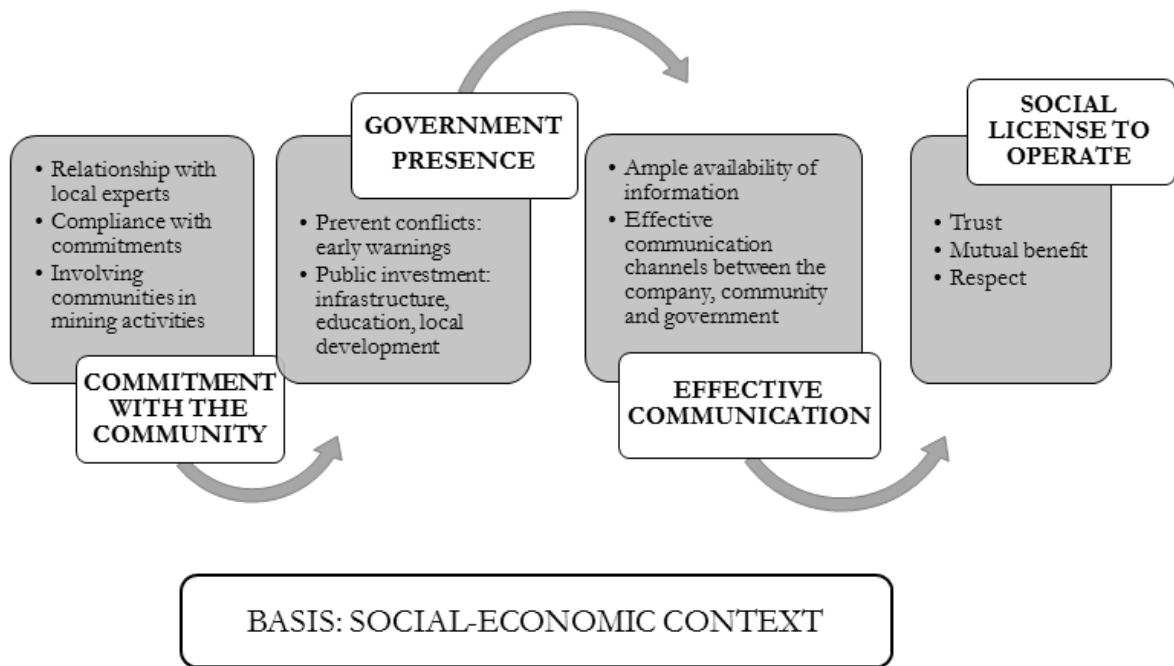 • Relationship with
local experts
• Compliance with
commitments
• Involving
communities in
mining activities
COMMITMENT
WITH THE
COMMUNITY
GOVERNMENT
PRESENCE
• Prevent conflicts:
early warnings
• Public investment:
infrastructure,
education, local
development
• Ample availability of
information
• Effective
communication
channels between the
company, community
and government
EFFECTIVE
COMMUNICATION
SOCIAL
LICENSE TO
OPERATE
• Trust
• Mutual benefit
• Respect
BASIS: SOCIAL-ECONOMIC CONTEXT